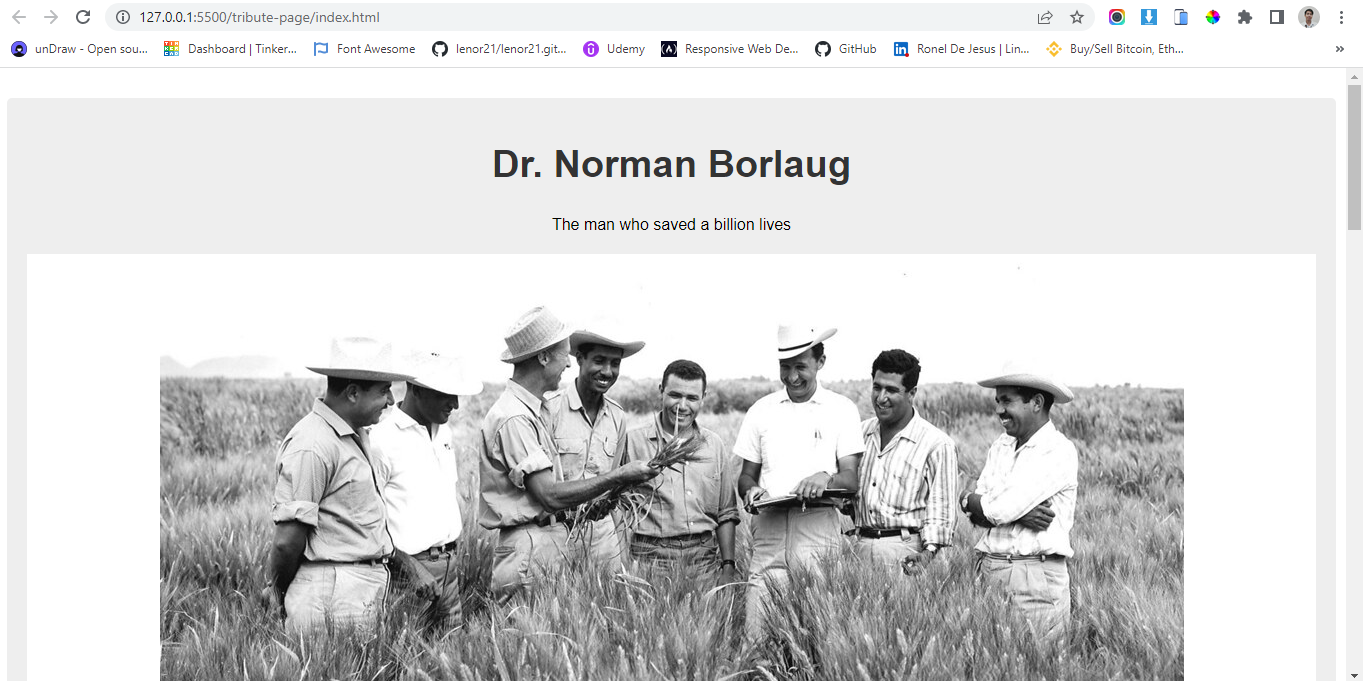 127.0.0.1:5500/tribute-page/index.html
unDraw - Open sou... Dashboard | Tinker... Font Awesome lenor21/lenor21.git... Udemy Responsive Web De... GitHub Ronel De Jesus | Lin... Buy/Sell Bitcoin, Eth... »
Dr. Norman Borlaug
The man who saved a billion lives